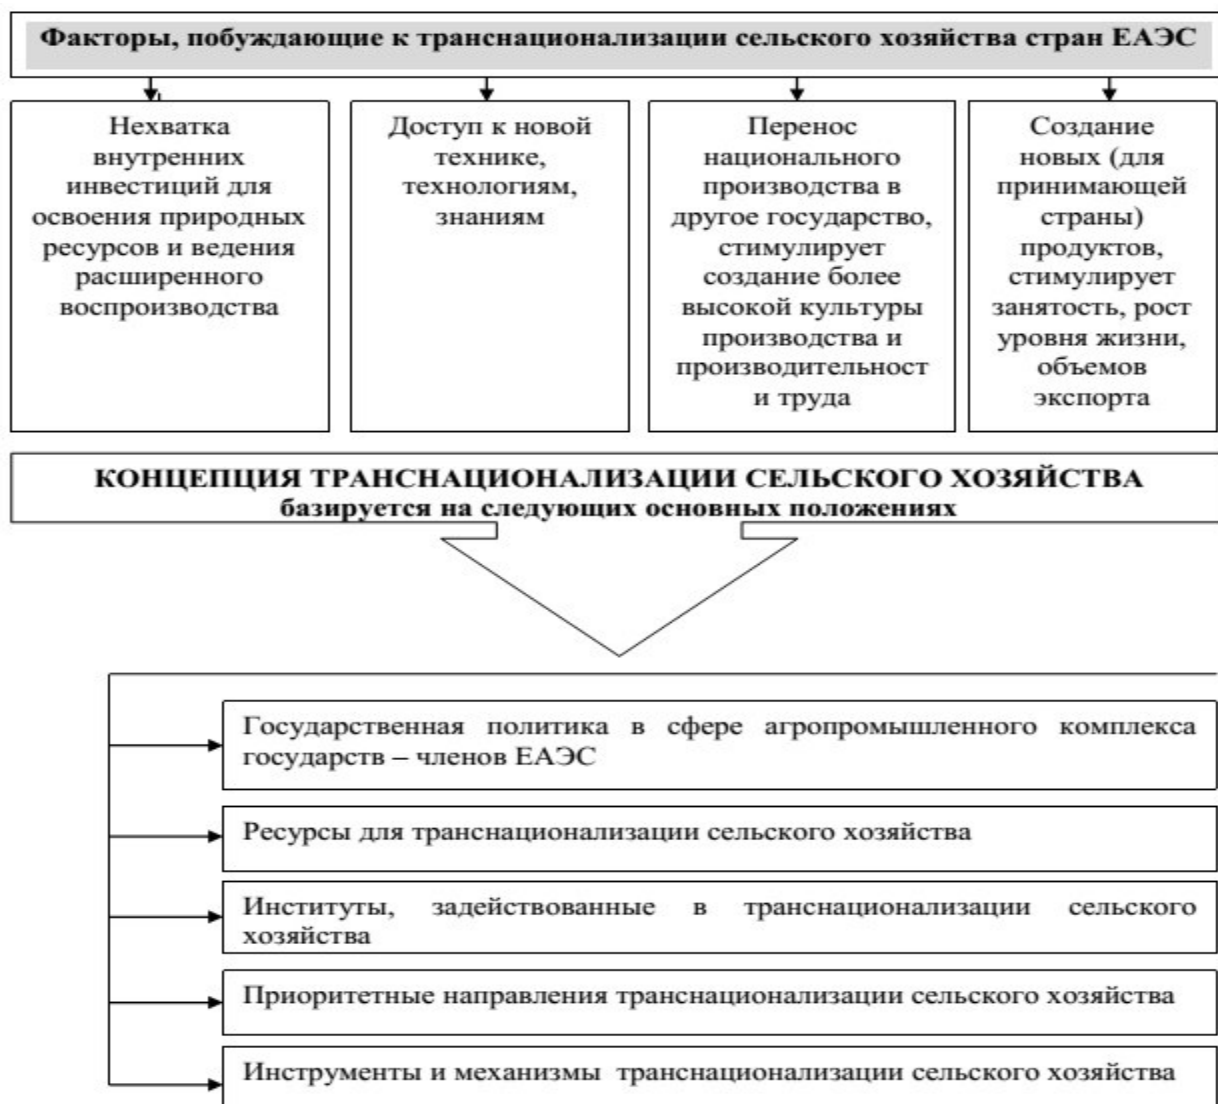 Факторы, побуждающие к транснационализации сельского хозяйства стран ЕАЭС
Нехватка
внутренних
инвестиций для
освоения природных
ресурсов и ведения
расширенного
воспроизводства
Доступ к новой
технике,
технологиям,
знаниям
Перенос
национального
производства в
другое государство,
стимулирует
создание более
высокой культуры
производства и
производительност
и труда
Создание
новых (для
принимающей
страны)
продуктов,
стимулирует
занятость, рост
уровня жизни,
объемов
экспорта
КОНЦЕПЦИЯ ТРАНСНАЦИОНАЛИЗАЦИИ СЕЛЬСКОГО ХОЗЯЙСТВА
базируется на следующих основных положениях
Государственная политика в сфере агропромышленного комплекса
государств – членов ЕАЭС
Ресурсы для транснационализации сельского хозяйства
Институты, задействованные в транснационализации сельского
хозяйства
Приоритетные направления транснационализации сельского хозяйства
Инструменты и механизмы транснационализации сельского хозяйства